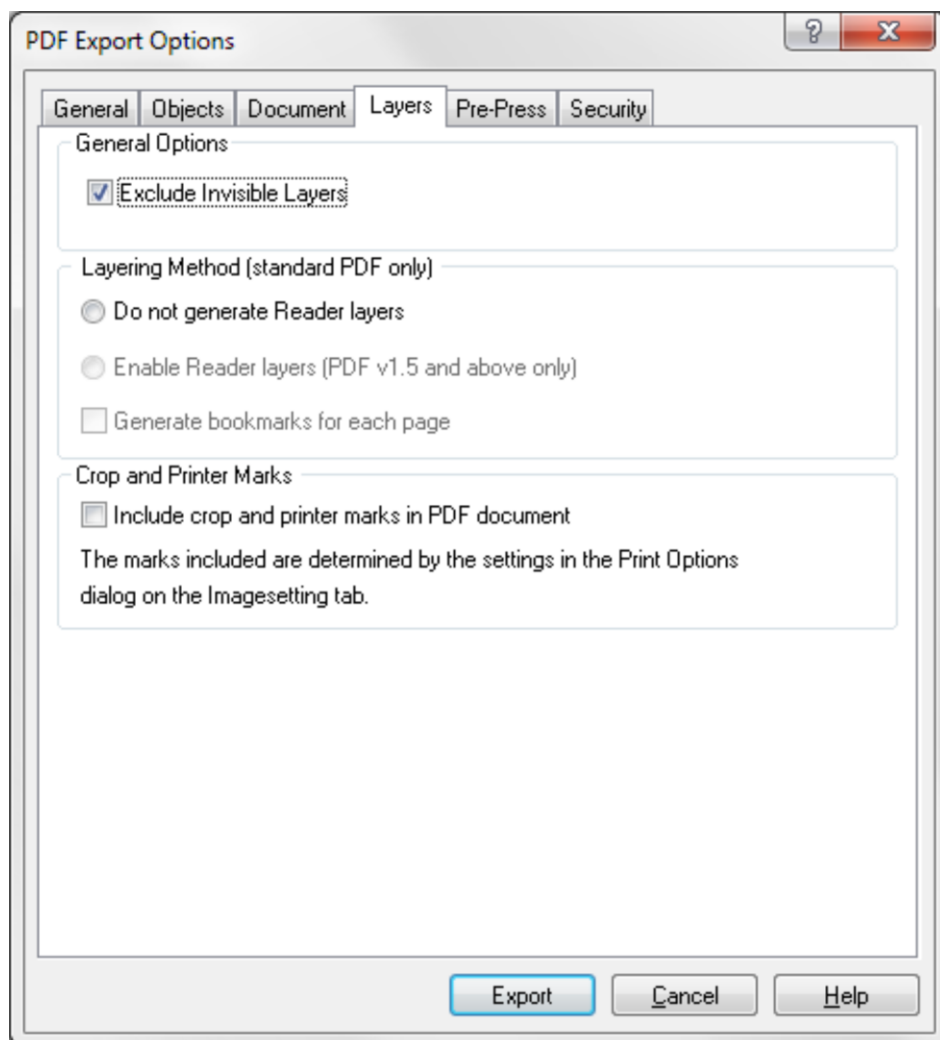 PDF Export Options
?
General Objects Document Layers Pre-Press Security
General Options
Exclude Invisible Layers
Layering Method (standard PDF only)
Do not generate Reader layers
Enable Reader layers (PDF v1.5 and above only)
Generate bookmarks for each page
Crop and Printer Marks
Include crop and printer marks in PDF document
The marks included are determined by the settings in the Print Options
dialog on the Imagesetting tab.
Export Cancel Help